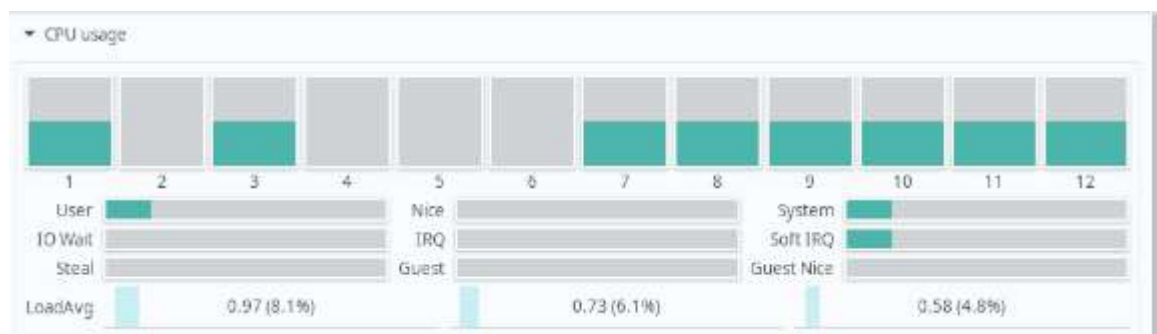 CPU usage
1 2 3 4 5 6 7 8 9 10 11 12
User Nice System
IO Wait IRQ Soft IRQ
Steal Guest Guest Nice
LoadAvg 0.97 (8.1%) 0.73 (6.1%) 0.58 (4.8%)